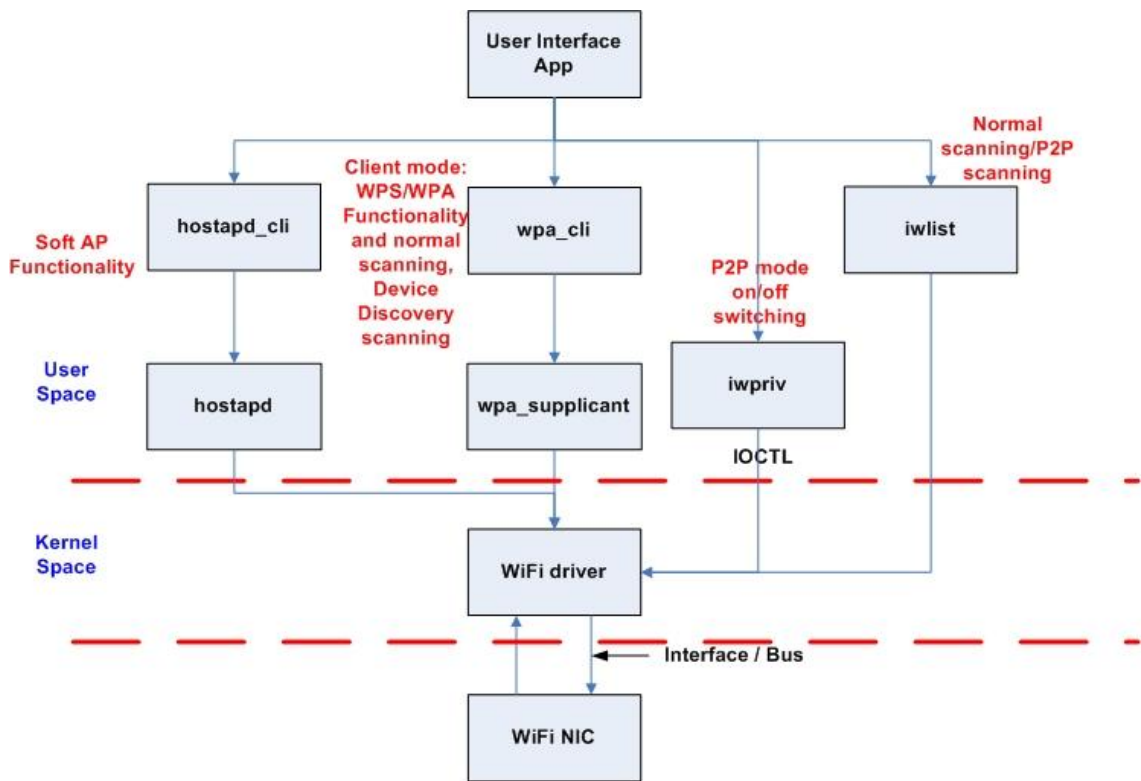 User Interface
App
Normal
scanning/P2P
scanning
Client mode:
WPS/WPA
Functionality
and normal
scanning,
Device
Discovery
scanning
hostapd_cli
wpa_cli
iwlist
Soft AP
Functionality
P2P mode
on/off
switching
User
Space
hostapd
wpa_supplicant
iwpriv
IOCTL
Kernel
Space
WiFi driver
Interface / Bus
WiFi NIC